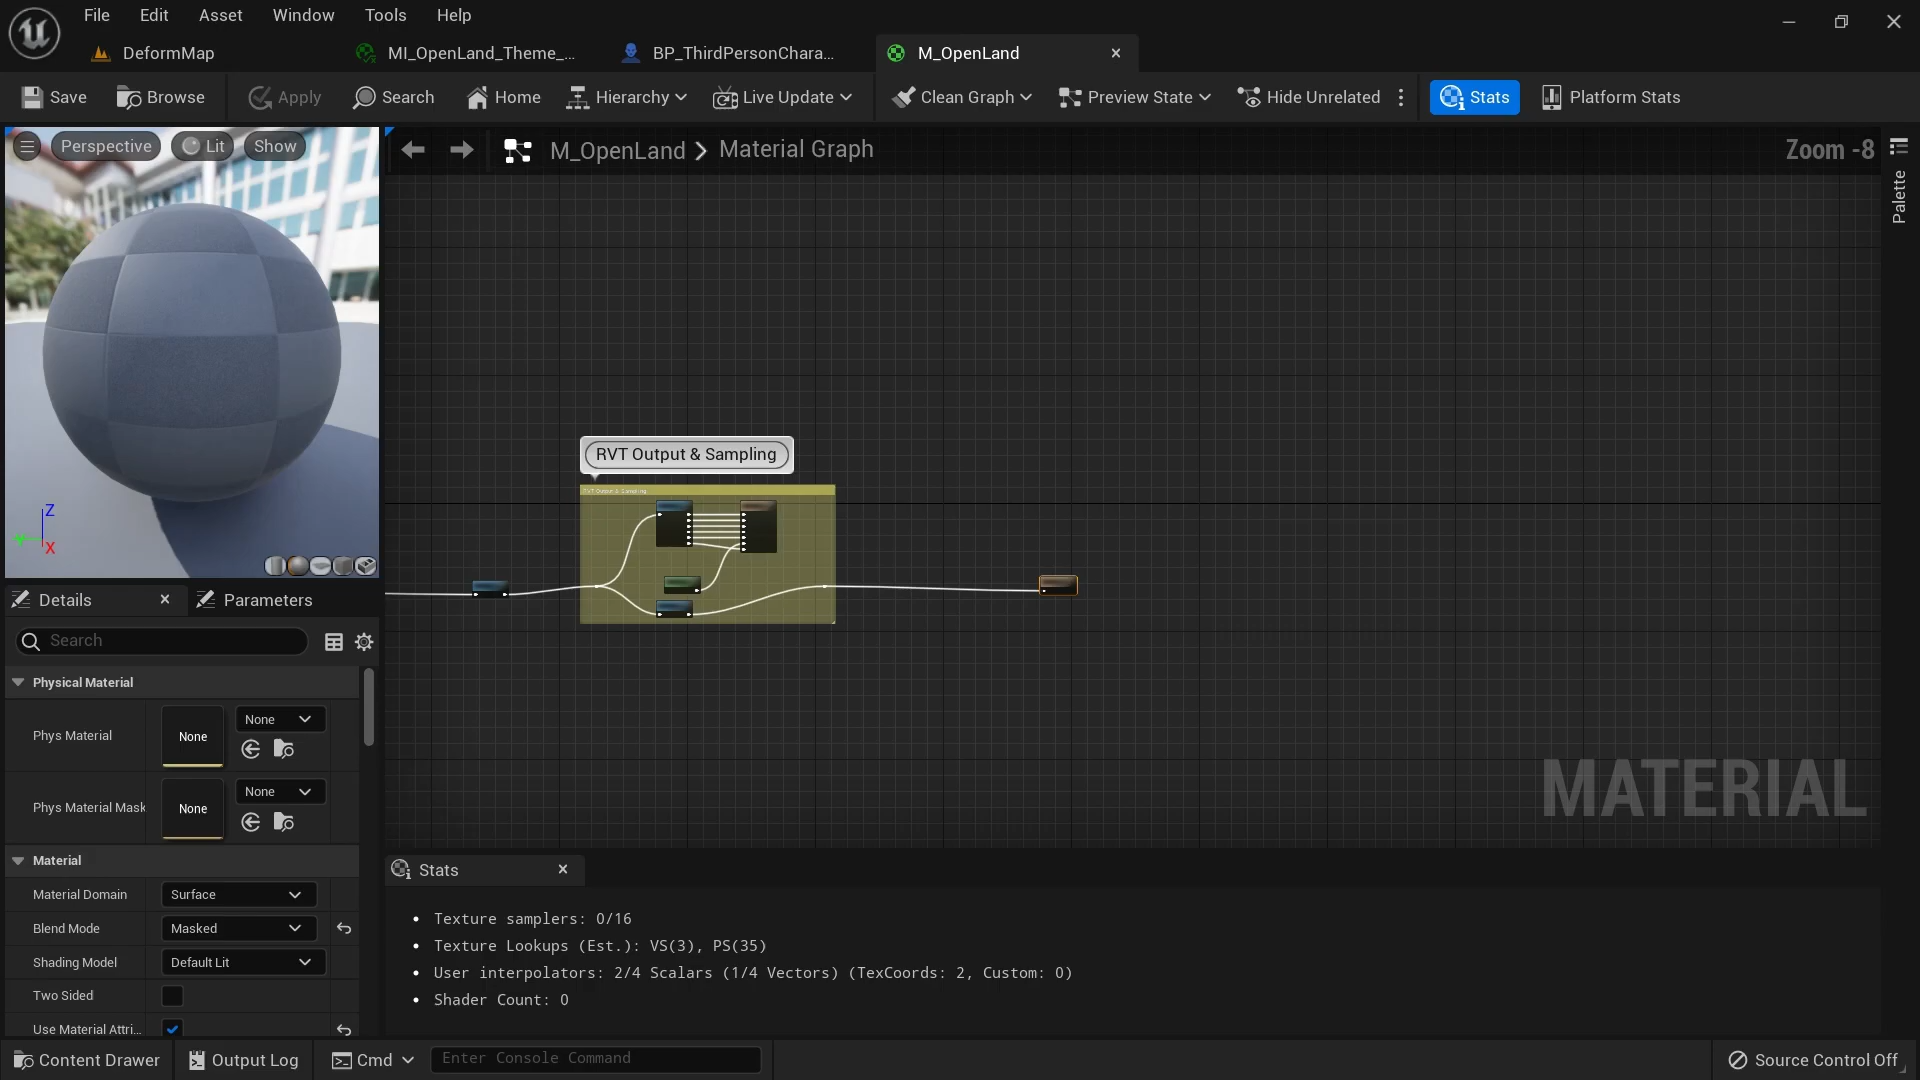 File Edit Asset Window Tools Help
DeformMap MI_OpenLand_Theme_... BP_ThirdPersonChara... M_OpenLand
Save Browse Apply Search Home Hierarchy Live Update Clean Graph Preview State Hide Unrelated Stats Platform Stats
Perspective Lit Show
M_OpenLand > Material Graph
Zoom -8
Palette
RVT Output & Sampling
RVT Output & Sampling
Z
Y
X
MATERIAL
Details Parameters
Search
Physical Material
Phys Material None None
Phys Material Mask None None
Material
Material Domain Surface
Blend Mode Masked
Shading Model Default Lit
Two Sided
Use Material Attri...
Stats
• Texture samplers: 0/16
• Texture Lookups (Est.): VS(3), PS(35)
• User interpolators: 2/4 Scalars (1/4 Vectors) (TexCoords: 2, Custom: 0)
• Shader Count: 0
Content Drawer Output Log Cmd Enter Console Command Source Control Off